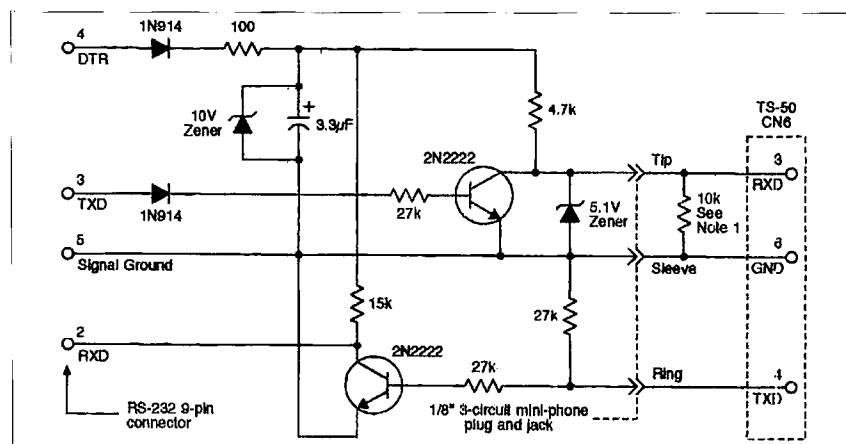 4
DTR
1N914
100
10V
Zener
+
3.3µF
4.7k
TS-50
CN6
3
TXD
1N914
27k
2N2222
Tip
5.1V
Zener
10k
See
Note 1
3
RXD
5
Signal Ground
Sleeve
6
GND
15k
27k
2
RXD
2N2222
27k
Ring
4
TXD
RS-232 9-pin
connector
1/8" 3-circuit mini-phone
plug and jack